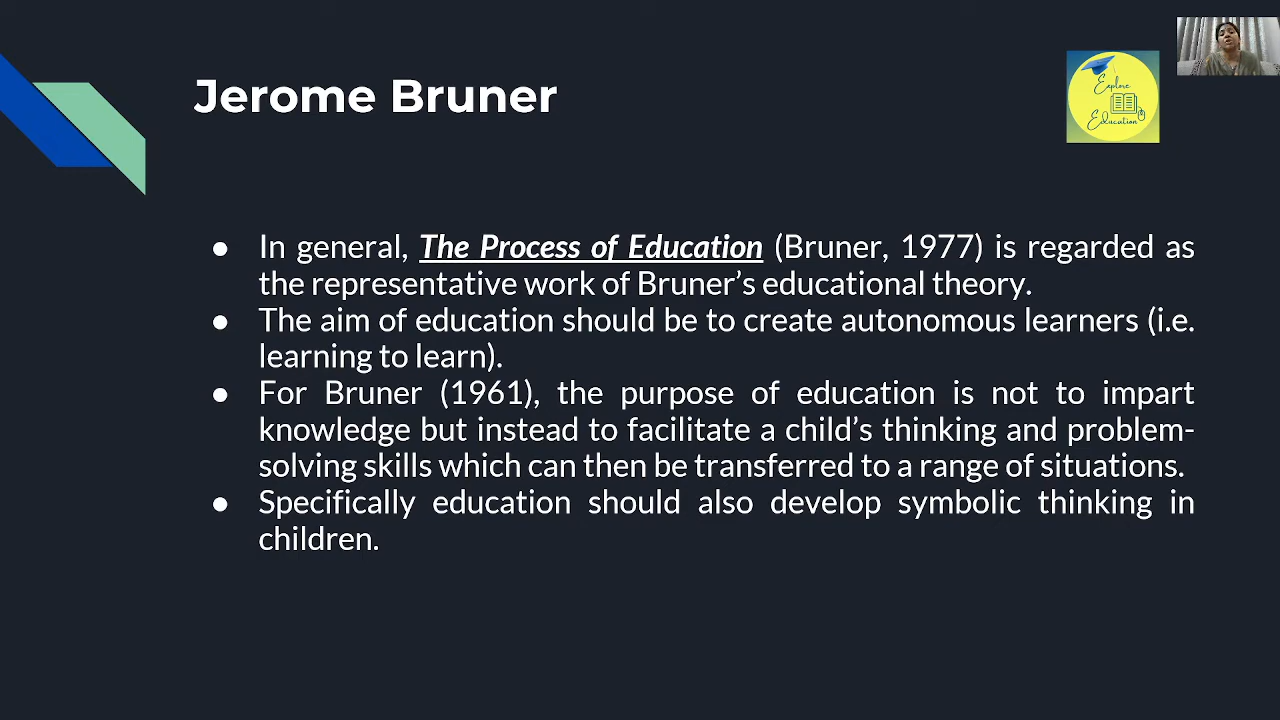 Jerome Bruner
Explore
Education
● In general, The Process of Education (Bruner, 1977) is regarded as
the representative work of Bruner’s educational theory.
● The aim of education should be to create autonomous learners (i.e.
learning to learn).
● For Bruner (1961), the purpose of education is not to impart
knowledge but instead to facilitate a child’s thinking and problem-
solving skills which can then be transferred to a range of situations.
● Specifically education should also develop symbolic thinking in
children.